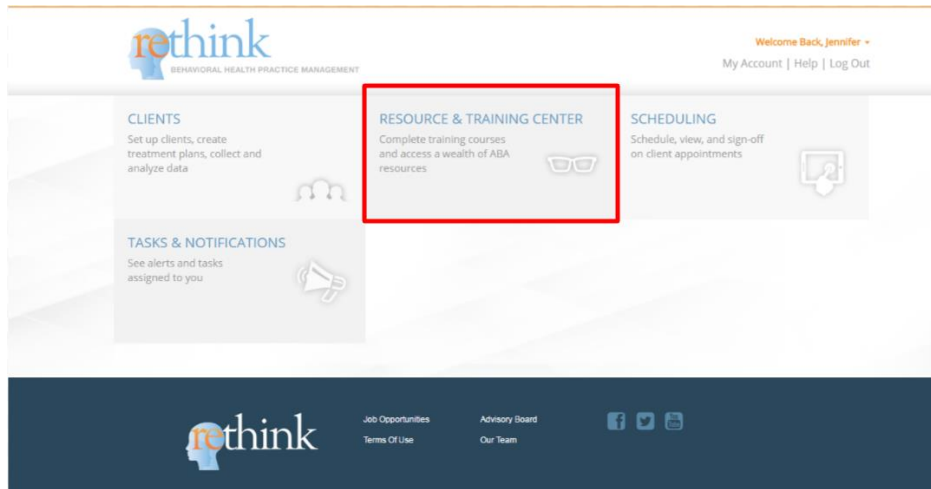 rethink
BEHAVIORAL HEALTH PRACTICE MANAGEMENT
Welcome Back, Jennifer
My Account | Help | Log Out
CLIENTS
Set up clients, create
treatment plans, collect and
analyze data
RESOURCE & TRAINING CENTER
Complete training courses
and access a wealth of ABA
resources
SCHEDULING
Schedule, view, and sign-off
on client appointments
TASKS & NOTIFICATIONS
See alerts and tasks
assigned to you
rethink
Job Opportunities
Terms Of Use
Advisory Board
Our Team